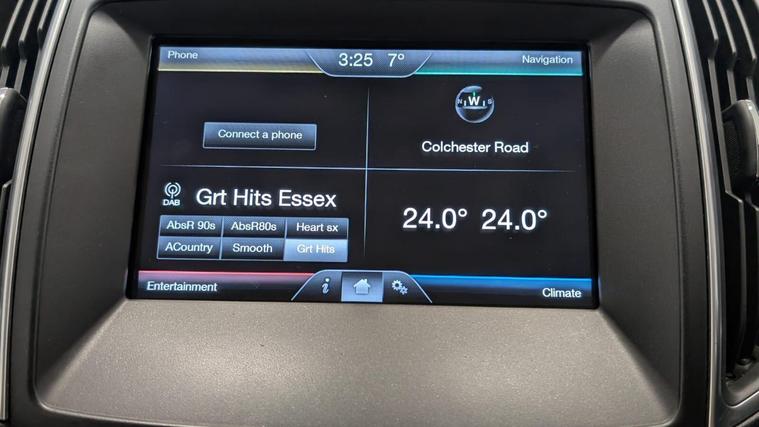 Phone
3:25 7°
Navigation
Connect a phone
N W S
Colchester Road
DAB
Grt Hits Essex
AbsR 90s AbsR80s Heart sx
ACountry Smooth Grt Hits
24.0° 24.0°
Entertainment
i
Climate